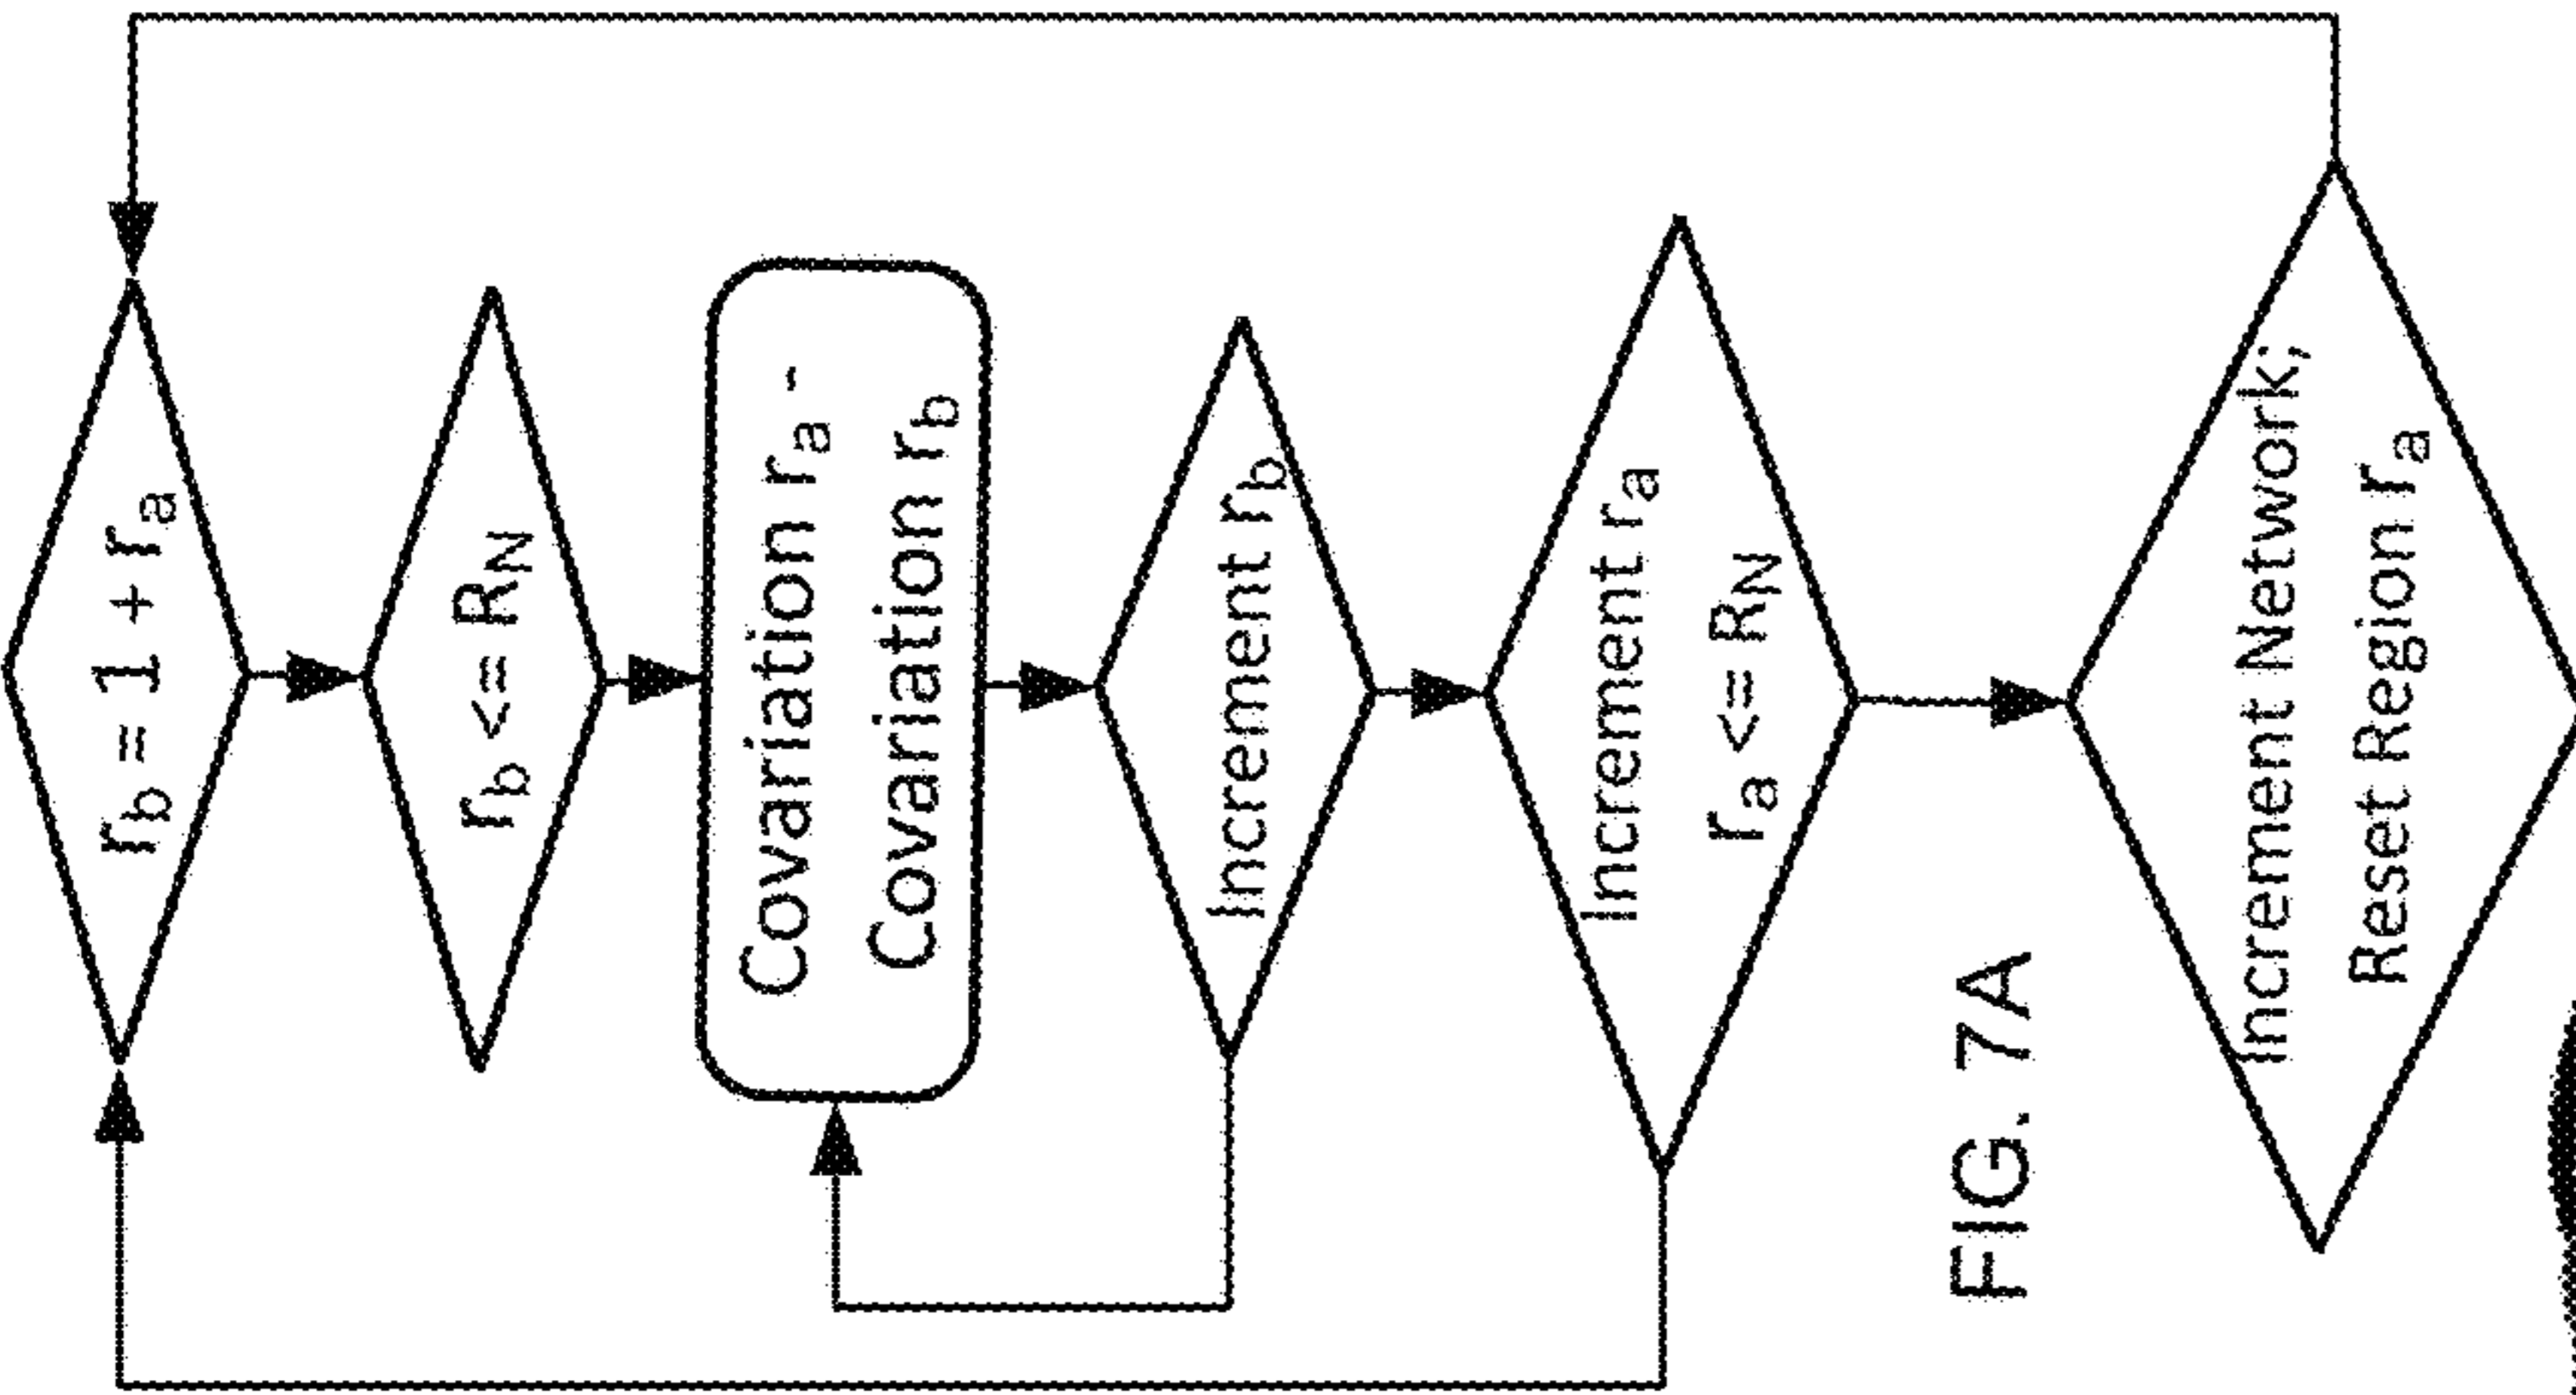 r_b = 1 + r_a
r_b <= R_N
Covariation r_a -
Covariation r_b
Increment r_b
Increment r_a
r_a <= R_N
FIG. 7A
Increment Network;
Reset Region r_a